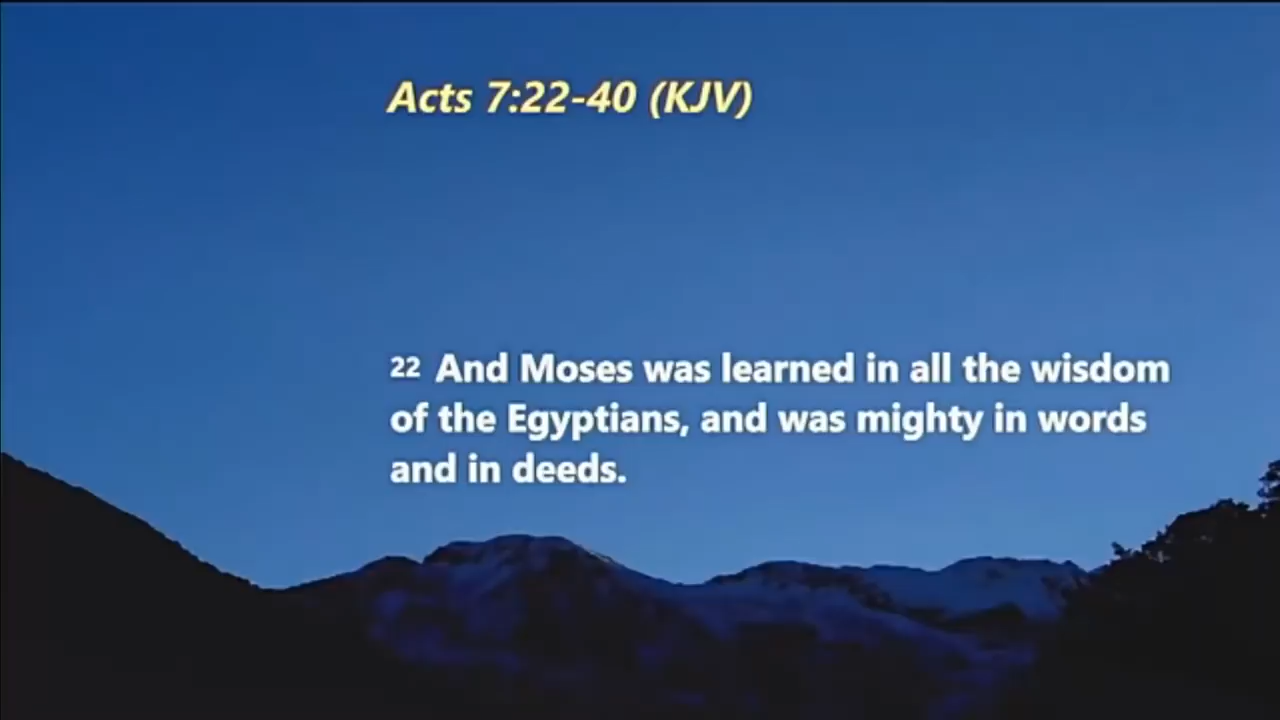 Acts 7:22-40 (KJV)
22 And Moses was learned in all the wisdom
of the Egyptians, and was mighty in words
and in deeds.